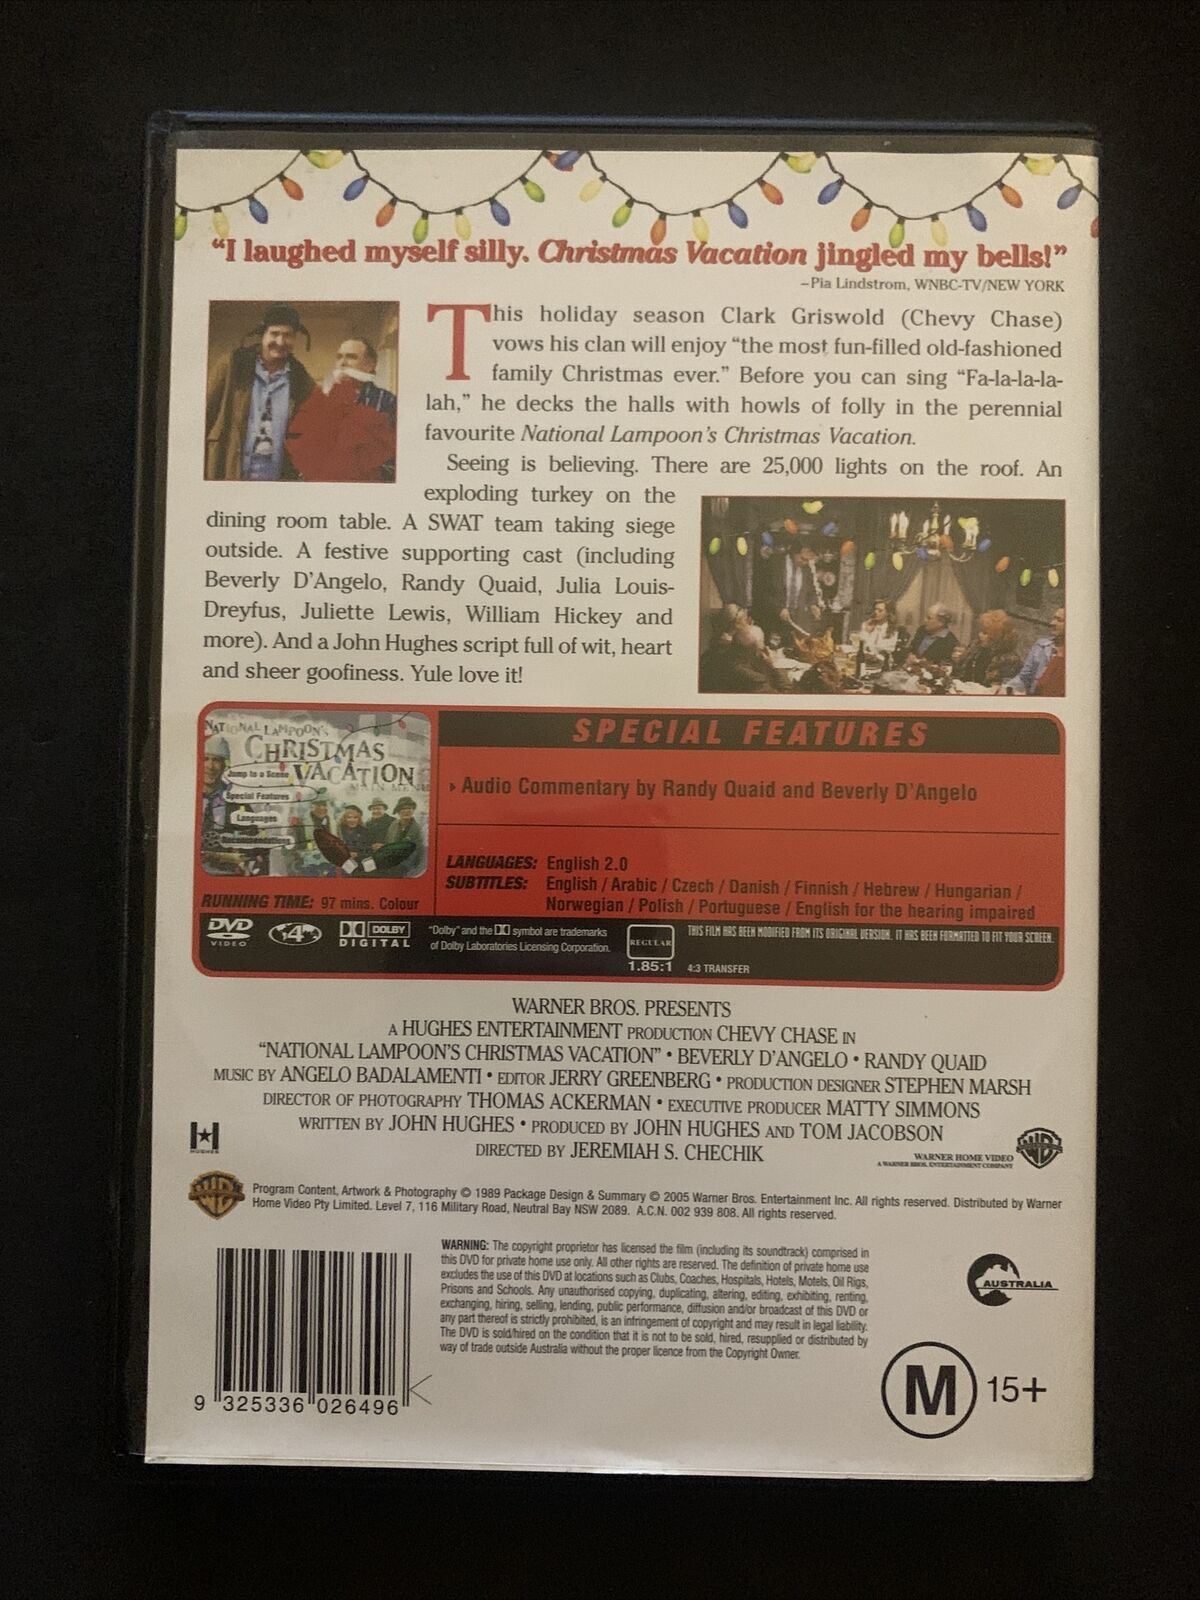 “I laughed myself silly. Christmas Vacation jingled my bells!”
–Pia Lindstrom, WNBC-TV/NEW YORK
This holiday season Clark Griswold (Chevy Chase)
vows his clan will enjoy “the most fun-filled old-fashioned
family Christmas ever.” Before you can sing “Fa-la-la-la-
lah,” he decks the halls with howls of folly in the perennial
favourite National Lampoon’s Christmas Vacation.
Seeing is believing. There are 25,000 lights on the roof. An
exploding turkey on the
dining room table. A SWAT team taking siege
outside. A festive supporting cast (including
Beverly D’Angelo, Randy Quaid, Julia Louis-
Dreyfus, Juliette Lewis, William Hickey and
more). And a John Hughes script full of wit, heart
and sheer goofiness. Yule love it!
NATIONAL LAMPOON'S
CHRISTMAS
VACATION
MAIN MENU
Jump to a Scene
Special Features
Languages
Recommendations
RUNNING TIME: 97 mins. Colour
SPECIAL FEATURES
Audio Commentary by Randy Quaid and Beverly D’Angelo
LANGUAGES: English 2.0
SUBTITLES: English / Arabic / Czech / Danish / Finnish / Hebrew / Hungarian /
Norwegian / Polish / Portuguese / English for the hearing impaired
DVD
VIDEO
4
DOLBY
DIGITAL
“Dolby” and the DD symbol are trademarks
of Dolby Laboratories Licensing Corporation.
REGULAR
1.85:1
THIS FILM HAS BEEN MODIFIED FROM ITS ORIGINAL VERSION. IT HAS BEEN FORMATTED TO FIT YOUR SCREEN.
4:3 TRANSFER
WARNER BROS. PRESENTS
A HUGHES ENTERTAINMENT PRODUCTION CHEVY CHASE IN
“NATIONAL LAMPOON’S CHRISTMAS VACATION” • BEVERLY D’ANGELO • RANDY QUAID
MUSIC BY ANGELO BADALAMENTI • EDITOR JERRY GREENBERG • PRODUCTION DESIGNER STEPHEN MARSH
DIRECTOR OF PHOTOGRAPHY THOMAS ACKERMAN • EXECUTIVE PRODUCER MATTY SIMMONS
WRITTEN BY JOHN HUGHES • PRODUCED BY JOHN HUGHES AND TOM JACOBSON
DIRECTED BY JEREMIAH S. CHECHIK
HUGHES
WARNER HOME VIDEO
A WARNER BROS. ENTERTAINMENT COMPANY
Program Content, Artwork & Photography © 1989 Package Design & Summary © 2005 Warner Bros. Entertainment Inc. All rights reserved. Distributed by Warner
Home Video Pty Limited. Level 7, 116 Military Road, Neutral Bay NSW 2089. A.C.N. 002 939 808. All rights reserved.
WARNING: The copyright proprietor has licensed the film (including its soundtrack) comprised in
this DVD for private home use only. All other rights are reserved. The definition of private home use
excludes the use of this DVD at locations such as Clubs, Coaches, Hospitals, Hotels, Motels, Oil Rigs,
Prisons and Schools. Any unauthorised copying, duplicating, altering, editing, exhibiting, renting,
exchanging, hiring, selling, lending, public performance, diffusion and/or broadcast of this DVD or
any part thereof is strictly prohibited, is an infringement of copyright and may result in legal liability.
The DVD is sold/hired on the condition that it is not to be sold, hired, resupplied or distributed by
way of trade outside Australia without the proper licence from the Copyright Owner.
AUSTRALIA
9 325336 026496
M 15+